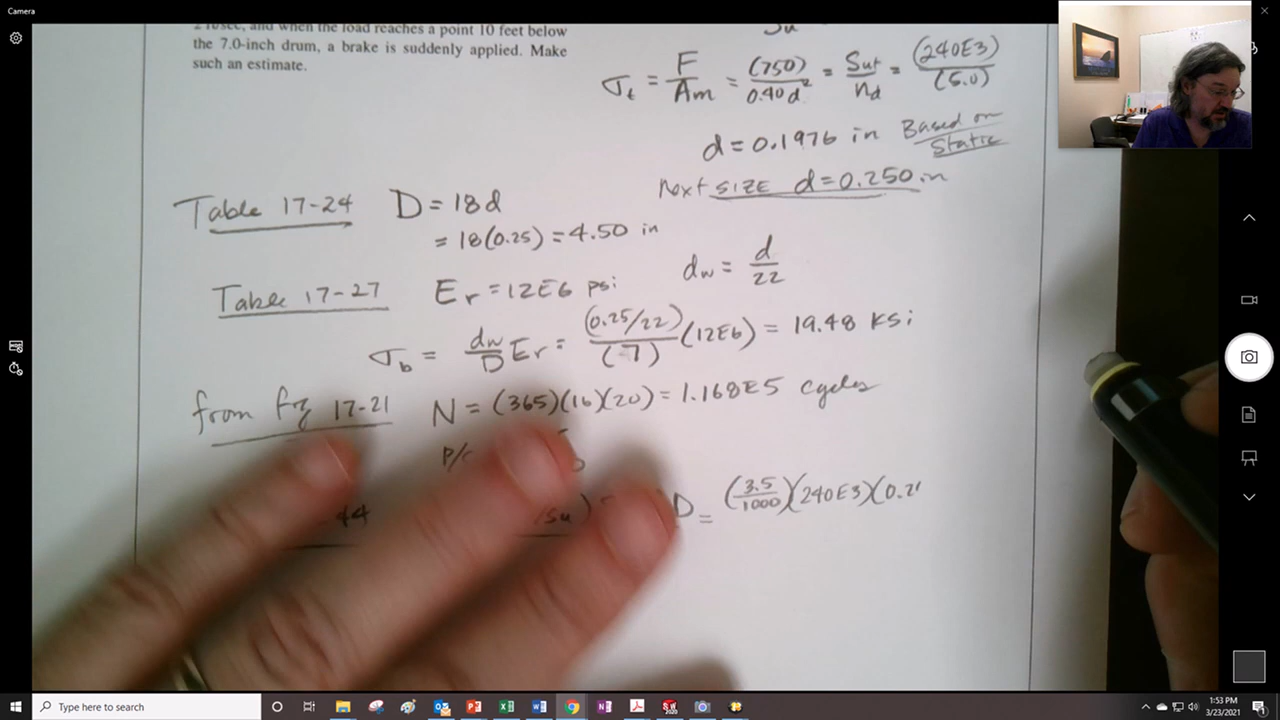 Camera
2 ft/sec, and when the load reaches a point 10 feet below
the 7.0-inch drum, a brake is suddenly applied. Make
such an estimate.
Su
σt = F/Am = (750)/0.40d² = Sut/nd = (240E3)/(5.0)
d = 0.1976 in Based on Static
Next SIZE d = 0.250 in
Table 17-24 D = 18d
= 18(0.25) = 4.50 in
dw = d/22
Table 17-27 Er = 12E6 psi
σb = dw/D Er = (0.25/22)/(7) (12E6) = 19.48 ksi
from fig 17-21 N = (365)(16)(20) = 1.168E5 cycles
P/
44 /Su) D = (3.5/1000)(240E3)(0.2
Type here to search
1:53 PM
3/23/2021